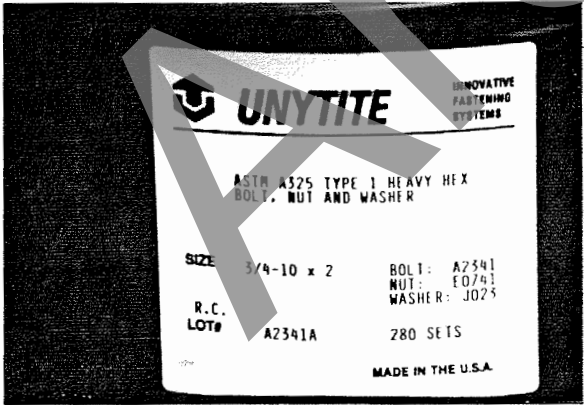 UNYTITE
INNOVATIVE
FASTENING
SYSTEMS
ASTM A325 TYPE 1 HEAVY HEX
BOLT, NUT AND WASHER
SIZE 3/4-10 x 2
BOLT: A2341
NUT: E0741
WASHER: J023
R.C.
LOT# A2341A
280 SETS
MADE IN THE U.S.A.